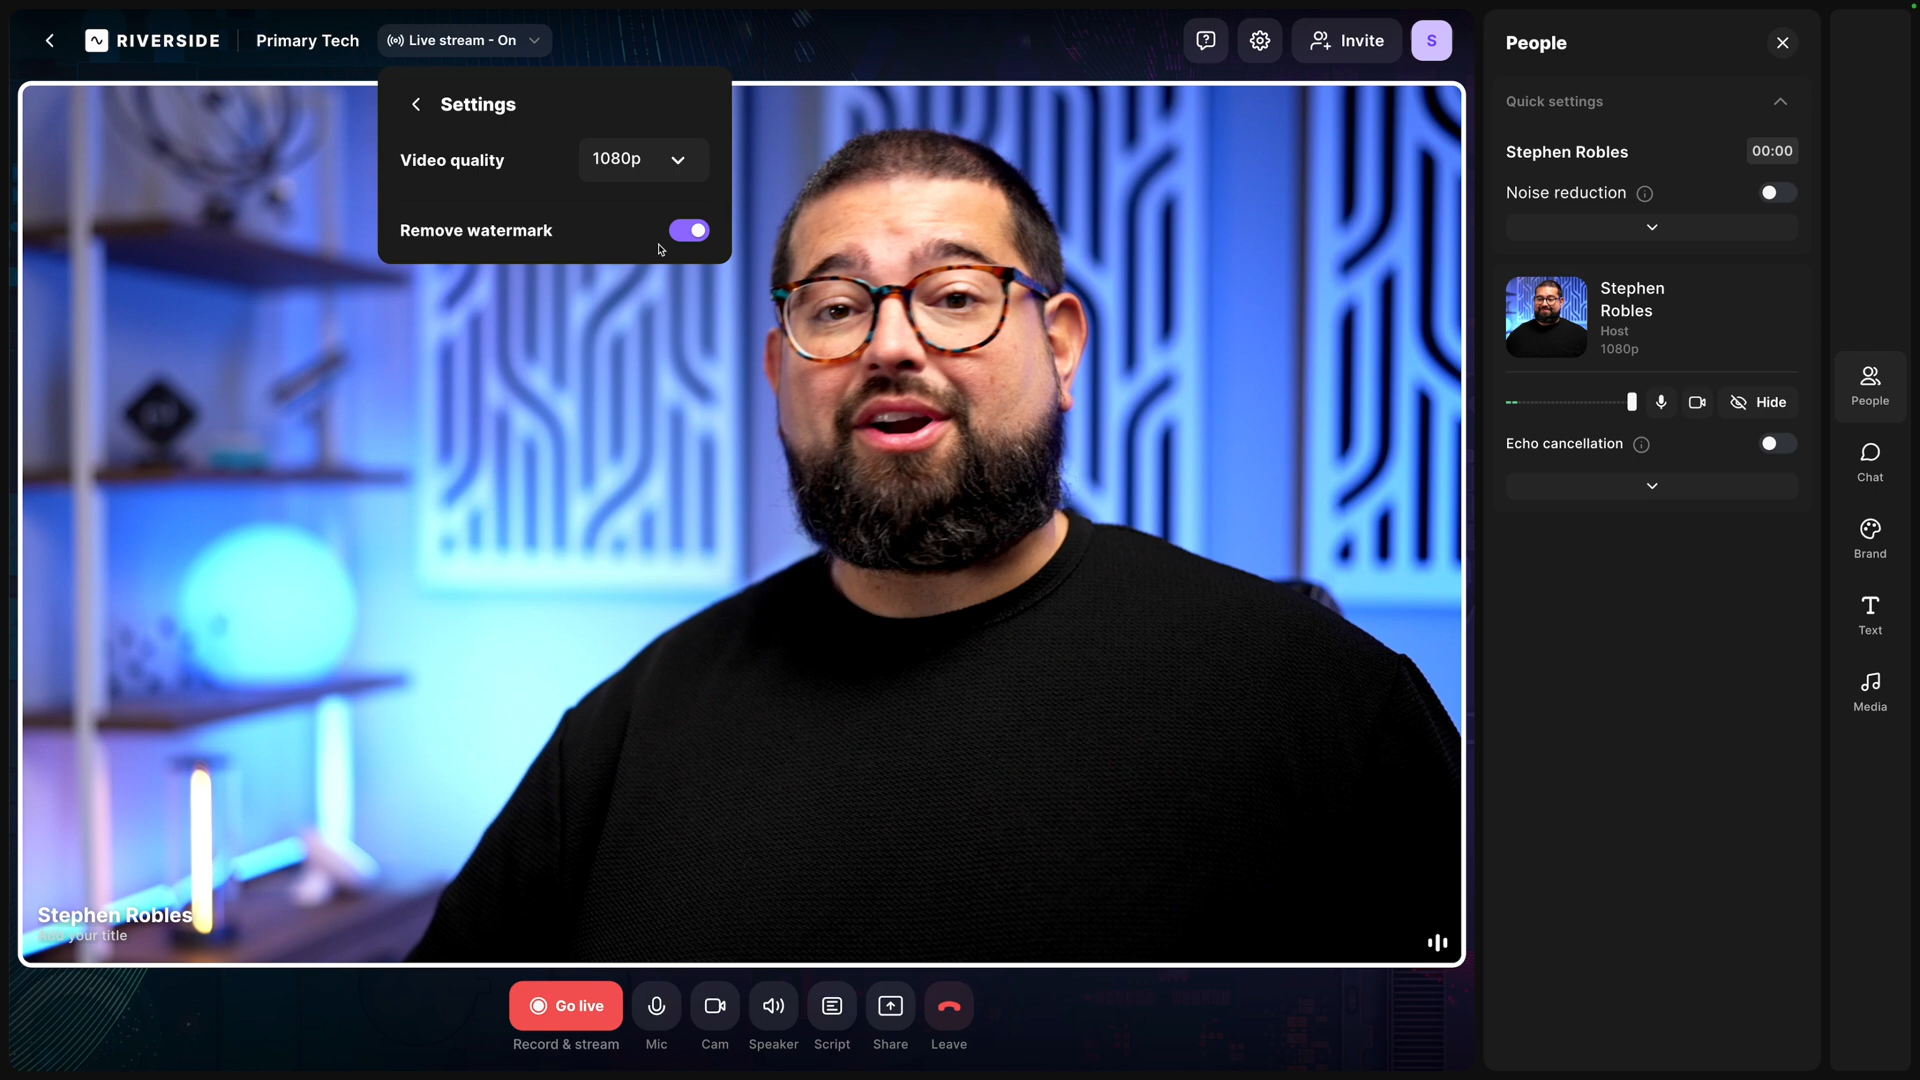 RIVERSIDE
Primary Tech
Live stream - On
Invite
S
Settings
Video quality
1080p
Remove watermark
Stephen Robles
Add your title
Go live
Record & stream
Mic
Cam
Speaker
Script
Share
Leave
People
Quick settings
Stephen Robles
00:00
Noise reduction
Stephen
Robles
Host
1080p
Hide
Echo cancellation
People
Chat
Brand
Text
Media